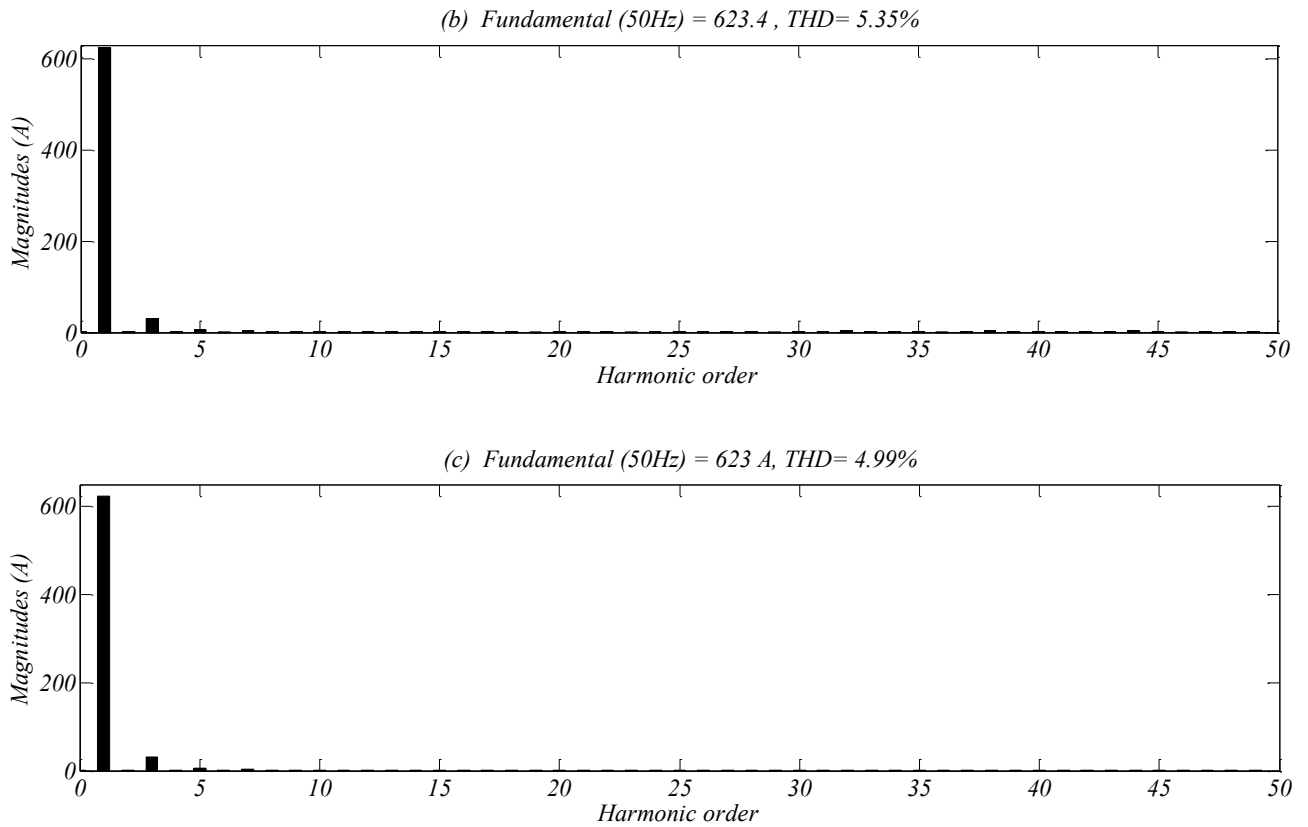 (b) Fundamental (50Hz) = 623.4 , THD= 5.35%
600
400
200
0
Magnitudes (A)
0 5 10 15 20 25 30 35 40 45 50
Harmonic order
(c) Fundamental (50Hz) = 623 A, THD= 4.99%
600
400
200
0
Magnitudes (A)
0 5 10 15 20 25 30 35 40 45 50
Harmonic order